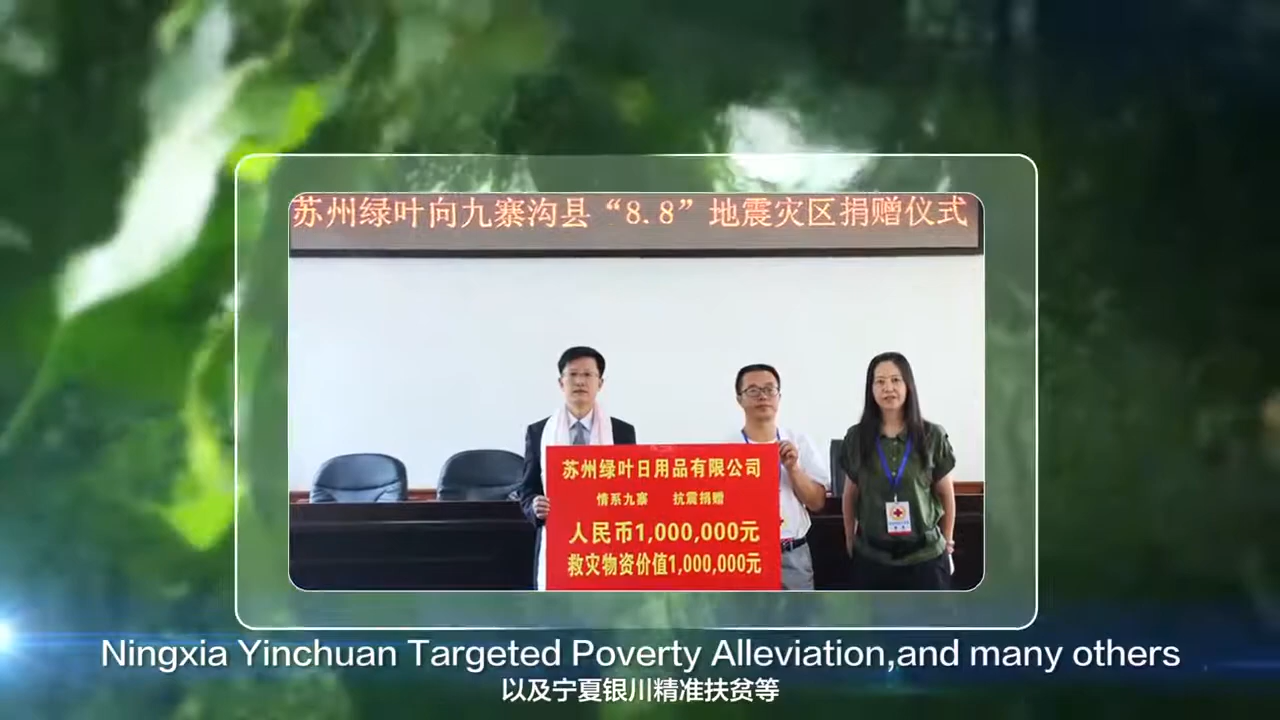 苏州绿叶向九寨沟县“8.8”地震灾区捐赠仪式
苏州绿叶日用品有限公司
情系九寨 抗震捐赠
人民币1,000,000元
救灾物资价值1,000,000元
Ningxia Yinchuan Targeted Poverty Alleviation,and many others
以及宁夏银川精准扶贫等